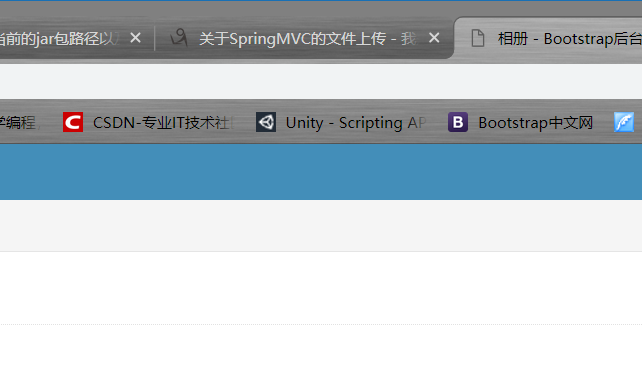 当前的jar包路径以 关于SpringMVC的文件上传 - 我 相册 - Bootstrap后台
学编程 CSDN-专业IT技术社 Unity - Scripting AP Bootstrap中文网